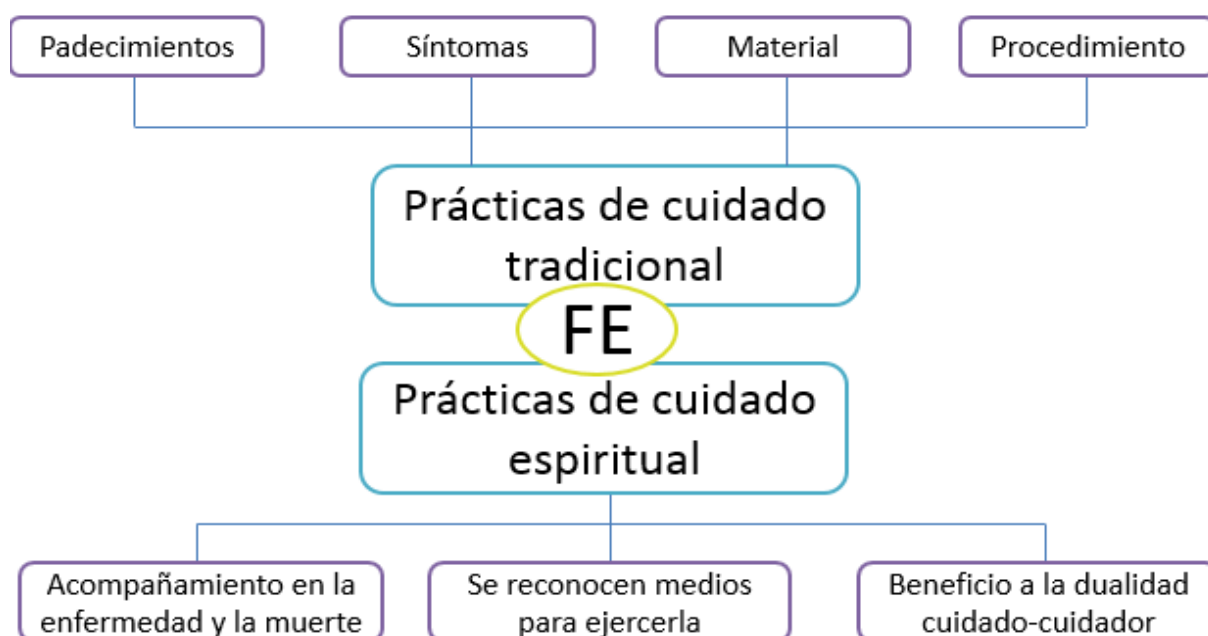 Padecimientos
Síntomas
Material
Procedimiento
Prácticas de cuidado
tradicional
FE
Prácticas de cuidado
espiritual
Acompañamiento en la
enfermedad y la muerte
Se reconocen medios
para ejercerla
Beneficio a la dualidad
cuidado-cuidador